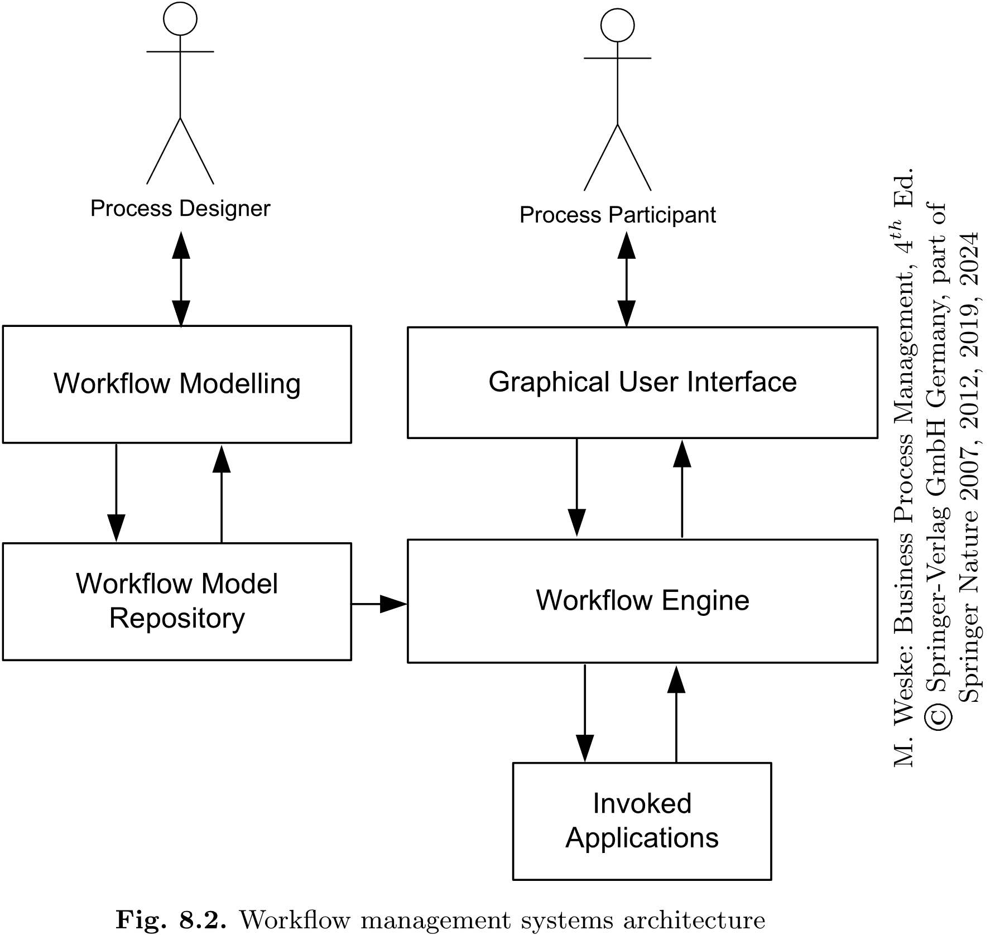 Process Designer
Process Participant
Workflow Modelling
Graphical User Interface
Workflow Model
Repository
Workflow Engine
Invoked
Applications
M. Weske: Business Process Management, 4th Ed.
© Springer-Verlag GmbH Germany, part of
Springer Nature 2007, 2012, 2019, 2024
Fig. 8.2. Workflow management systems architecture